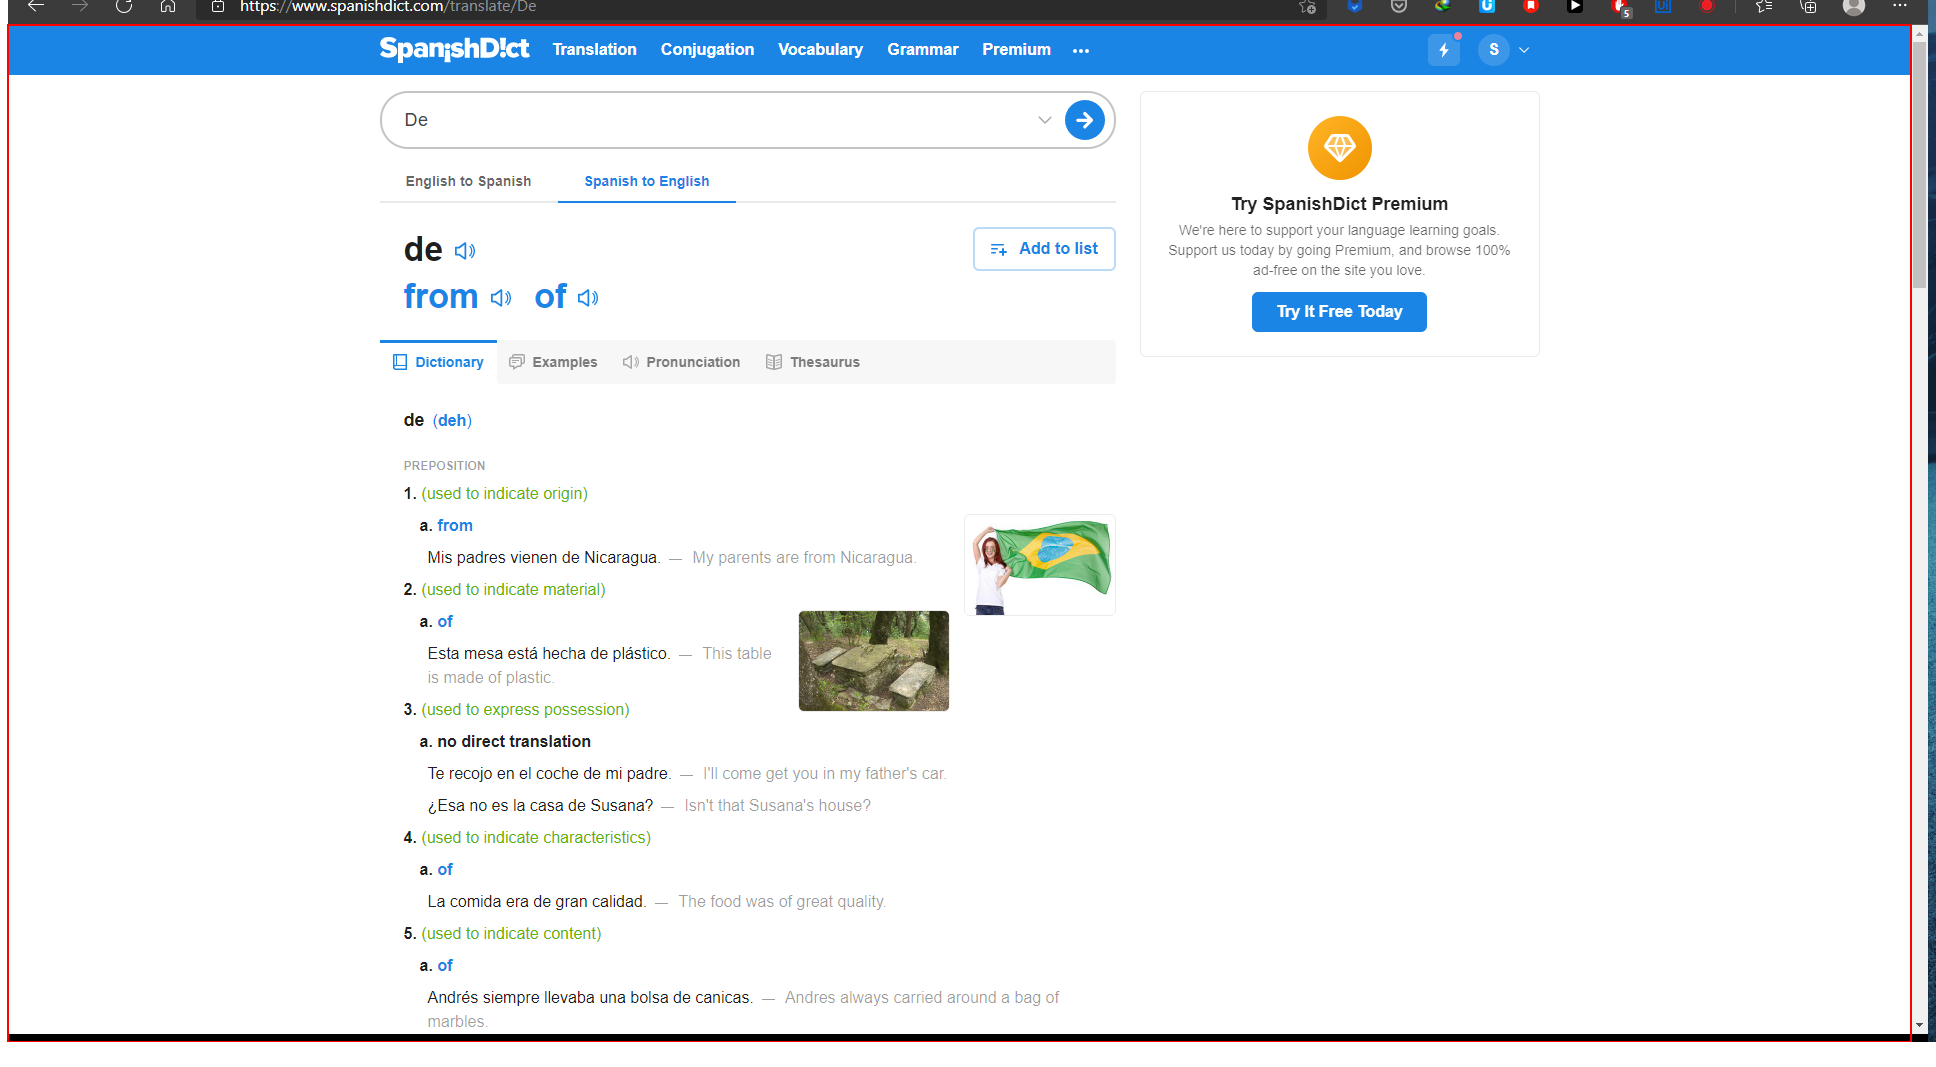 https://www.spanishdict.com/translate/De
5
SpanishD!ct Translation Conjugation Vocabulary Grammar Premium •••
S
De
English to Spanish Spanish to English
de
Add to list
from of
Dictionary Examples Pronunciation Thesaurus
de (deh)
PREPOSITION
1. (used to indicate origin)
a. from
Mis padres vienen de Nicaragua. — My parents are from Nicaragua.
2. (used to indicate material)
a. of
Esta mesa está hecha de plástico. — This table
is made of plastic.
3. (used to express possession)
a. no direct translation
Te recojo en el coche de mi padre. — I'll come get you in my father's car.
¿Esa no es la casa de Susana? — Isn't that Susana's house?
4. (used to indicate characteristics)
a. of
La comida era de gran calidad. — The food was of great quality.
5. (used to indicate content)
a. of
Andrés siempre llevaba una bolsa de canicas. — Andres always carried around a bag of
marbles.
Try SpanishDict Premium
We're here to support your language learning goals.
Support us today by going Premium, and browse 100%
ad-free on the site you love.
Try It Free Today